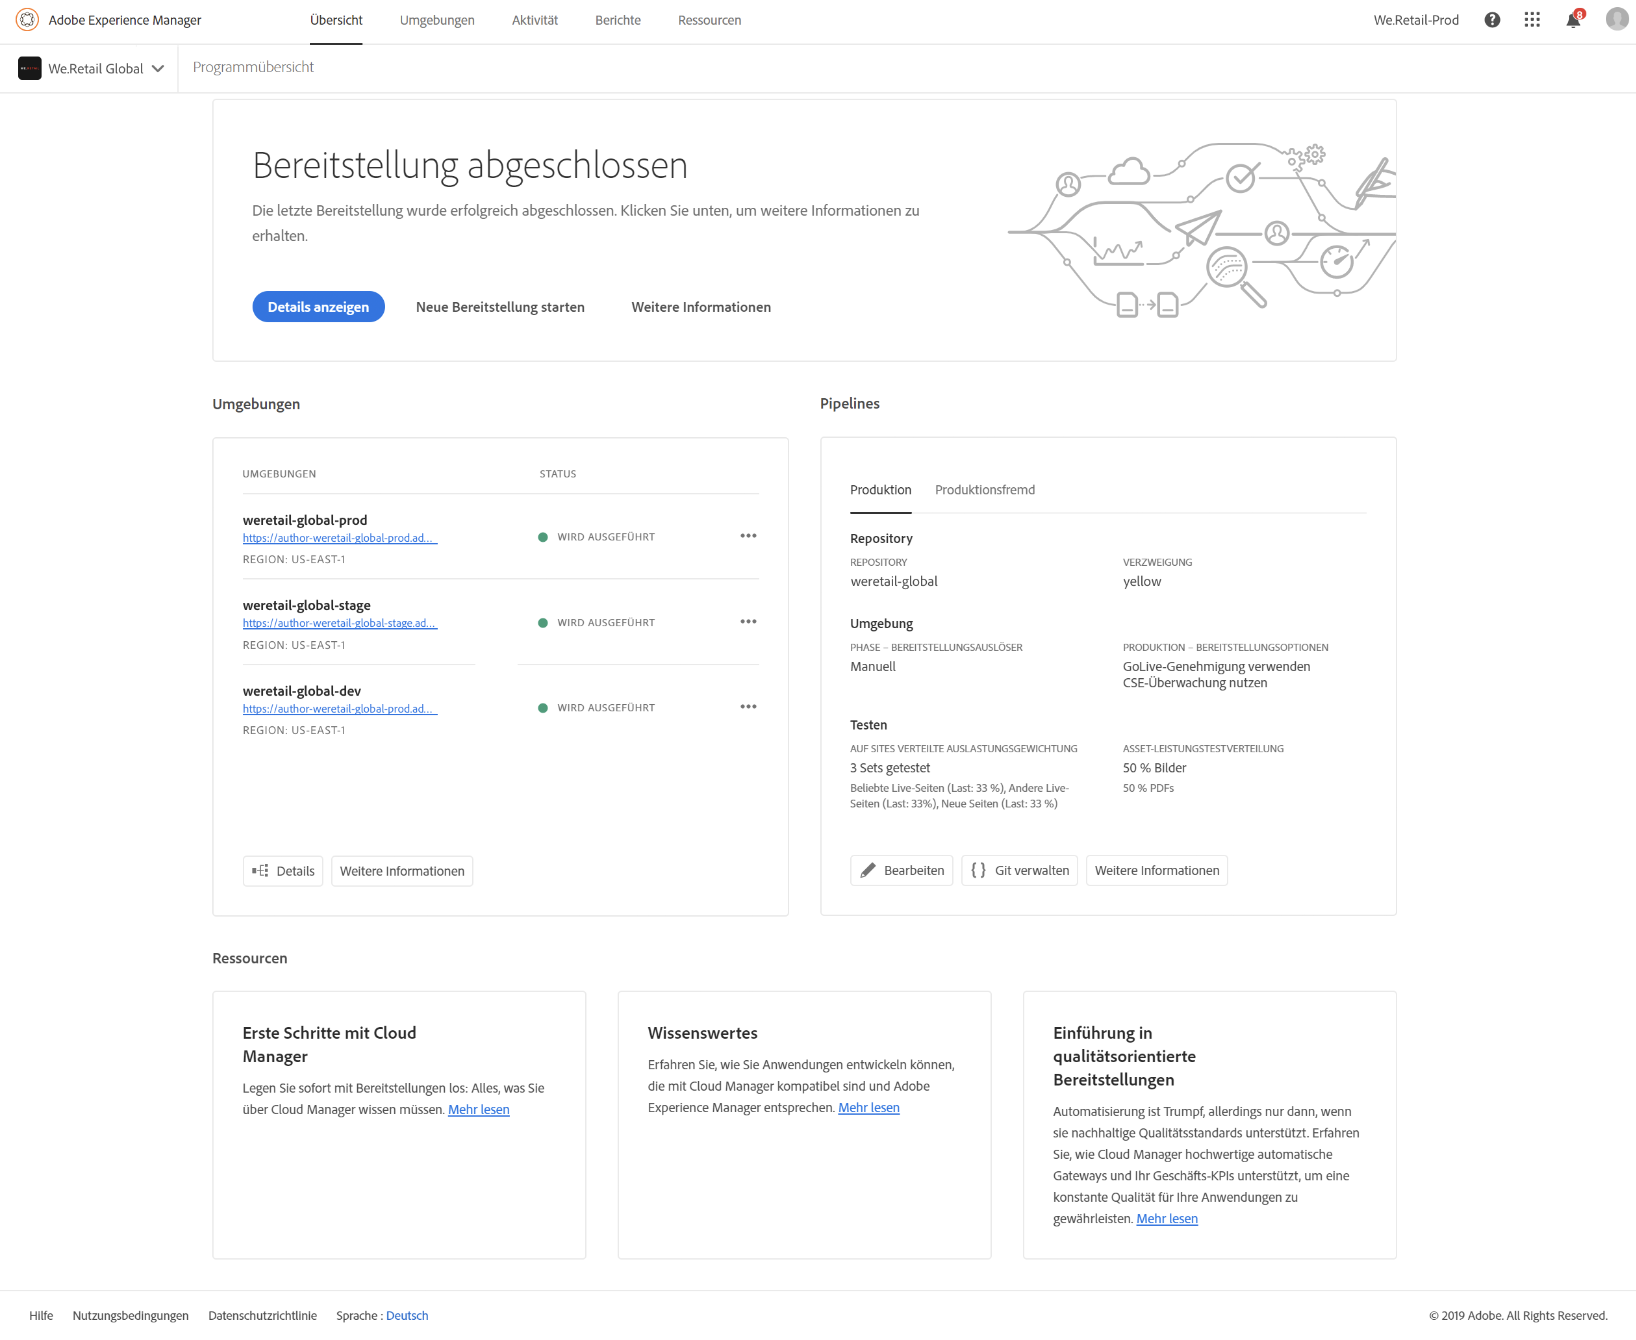 Adobe Experience Manager
Übersicht
Umgebungen
Aktivität
Berichte
Ressourcen
We.Retail-Prod
8
We.Retail Global
Programmübersicht
Bereitstellung abgeschlossen
Die letzte Bereitstellung wurde erfolgreich abgeschlossen. Klicken Sie unten, um weitere Informationen zu
erhalten.
Details anzeigen
Neue Bereitstellung starten
Weitere Informationen
Umgebungen
UMGEBUNGEN
STATUS
weretail-global-prod
https://author-weretail-global-prod.ad...
REGION: US-EAST-1
WIRD AUSGEFÜHRT
weretail-global-stage
https://author-weretail-global-stage.ad...
REGION: US-EAST-1
WIRD AUSGEFÜHRT
weretail-global-dev
https://author-weretail-global-prod.ad...
REGION: US-EAST-1
WIRD AUSGEFÜHRT
Details
Weitere Informationen
Pipelines
Produktion
Produktionsfremd
Repository
REPOSITORY
weretail-global
VERZWEIGUNG
yellow
Umgebung
PHASE – BEREITSTELLUNGSAUSLÖSER
Manuell
PRODUKTION – BEREITSTELLUNGSOPTIONEN
GoLive-Genehmigung verwenden
CSE-Überwachung nutzen
Testen
AUF SITES VERTEILTE AUSLASTUNGSGEWICHTUNG
3 Sets getestet
Beliebte Live-Seiten (Last: 33 %), Andere Live-
Seiten (Last: 33%), Neue Seiten (Last: 33 %)
ASSET-LEISTUNGSTESTVERTEILUNG
50 % Bilder
50 % PDFs
Bearbeiten
Git verwalten
Weitere Informationen
Ressourcen
Erste Schritte mit Cloud
Manager
Legen Sie sofort mit Bereitstellungen los: Alles, was Sie
über Cloud Manager wissen müssen. Mehr lesen
Wissenswertes
Erfahren Sie, wie Sie Anwendungen entwickeln können,
die mit Cloud Manager kompatibel sind und Adobe
Experience Manager entsprechen. Mehr lesen
Einführung in
qualitätsorientierte
Bereitstellungen
Automatisierung ist Trumpf, allerdings nur dann, wenn
sie nachhaltige Qualitätsstandards unterstützt. Erfahren
Sie, wie Cloud Manager hochwertige automatische
Gateways und Ihr Geschäfts-KPIs unterstützt, um eine
konstante Qualität für Ihre Anwendungen zu
gewährleisten. Mehr lesen
Hilfe
Nutzungsbedingungen
Datenschutzrichtlinie
Sprache : Deutsch
© 2019 Adobe. All Rights Reserved.